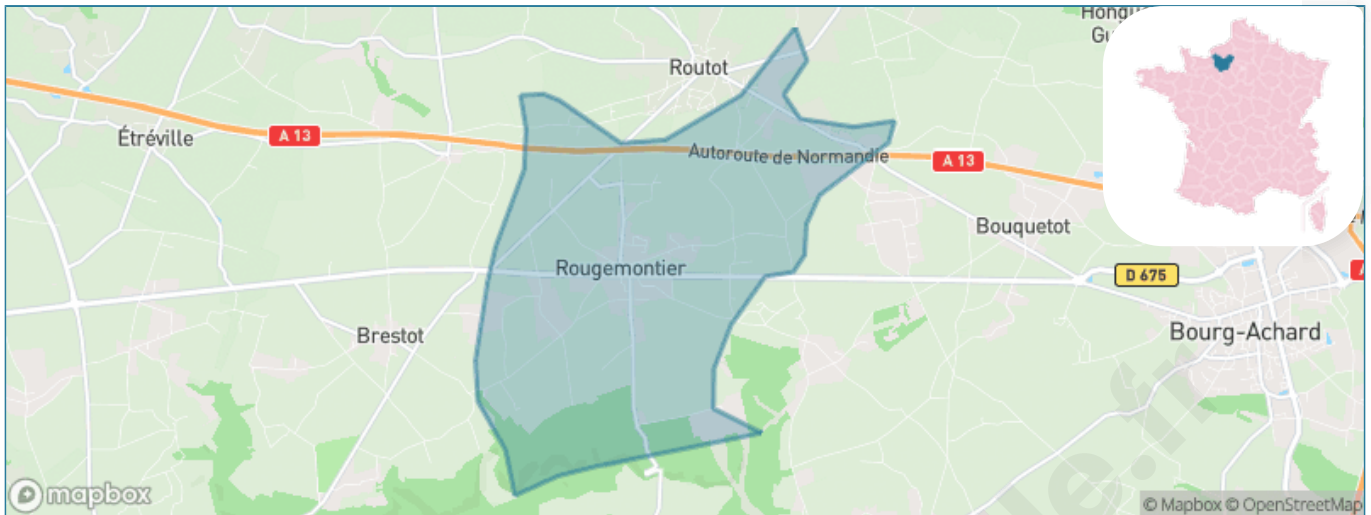 Routot
Étréville
A 13
Autoroute de Normandie
A 13
Bouquetot
Rougemontier
D 675
Brestot
Bourg-Achard
mapbox
© Mapbox © OpenStreetMap